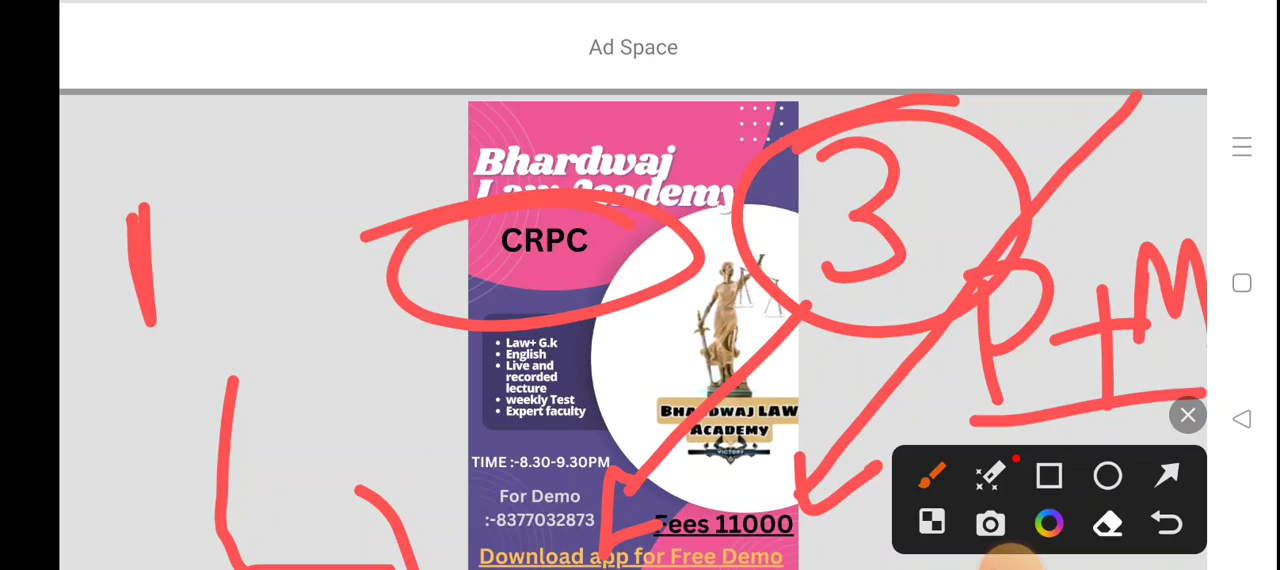 Ad Space
Bhardwaj
Law Academy
CRPC
3
1
P+M
Law+ G.k
English
Live and
recorded
lecture
weekly Test
Expert faculty
BHARDWAJ LAW
ACADEMY
VICTORY
TIME :-8.30-9.30PM
For Demo
:-8377032873
Fees 11000
Download app for Free Demo